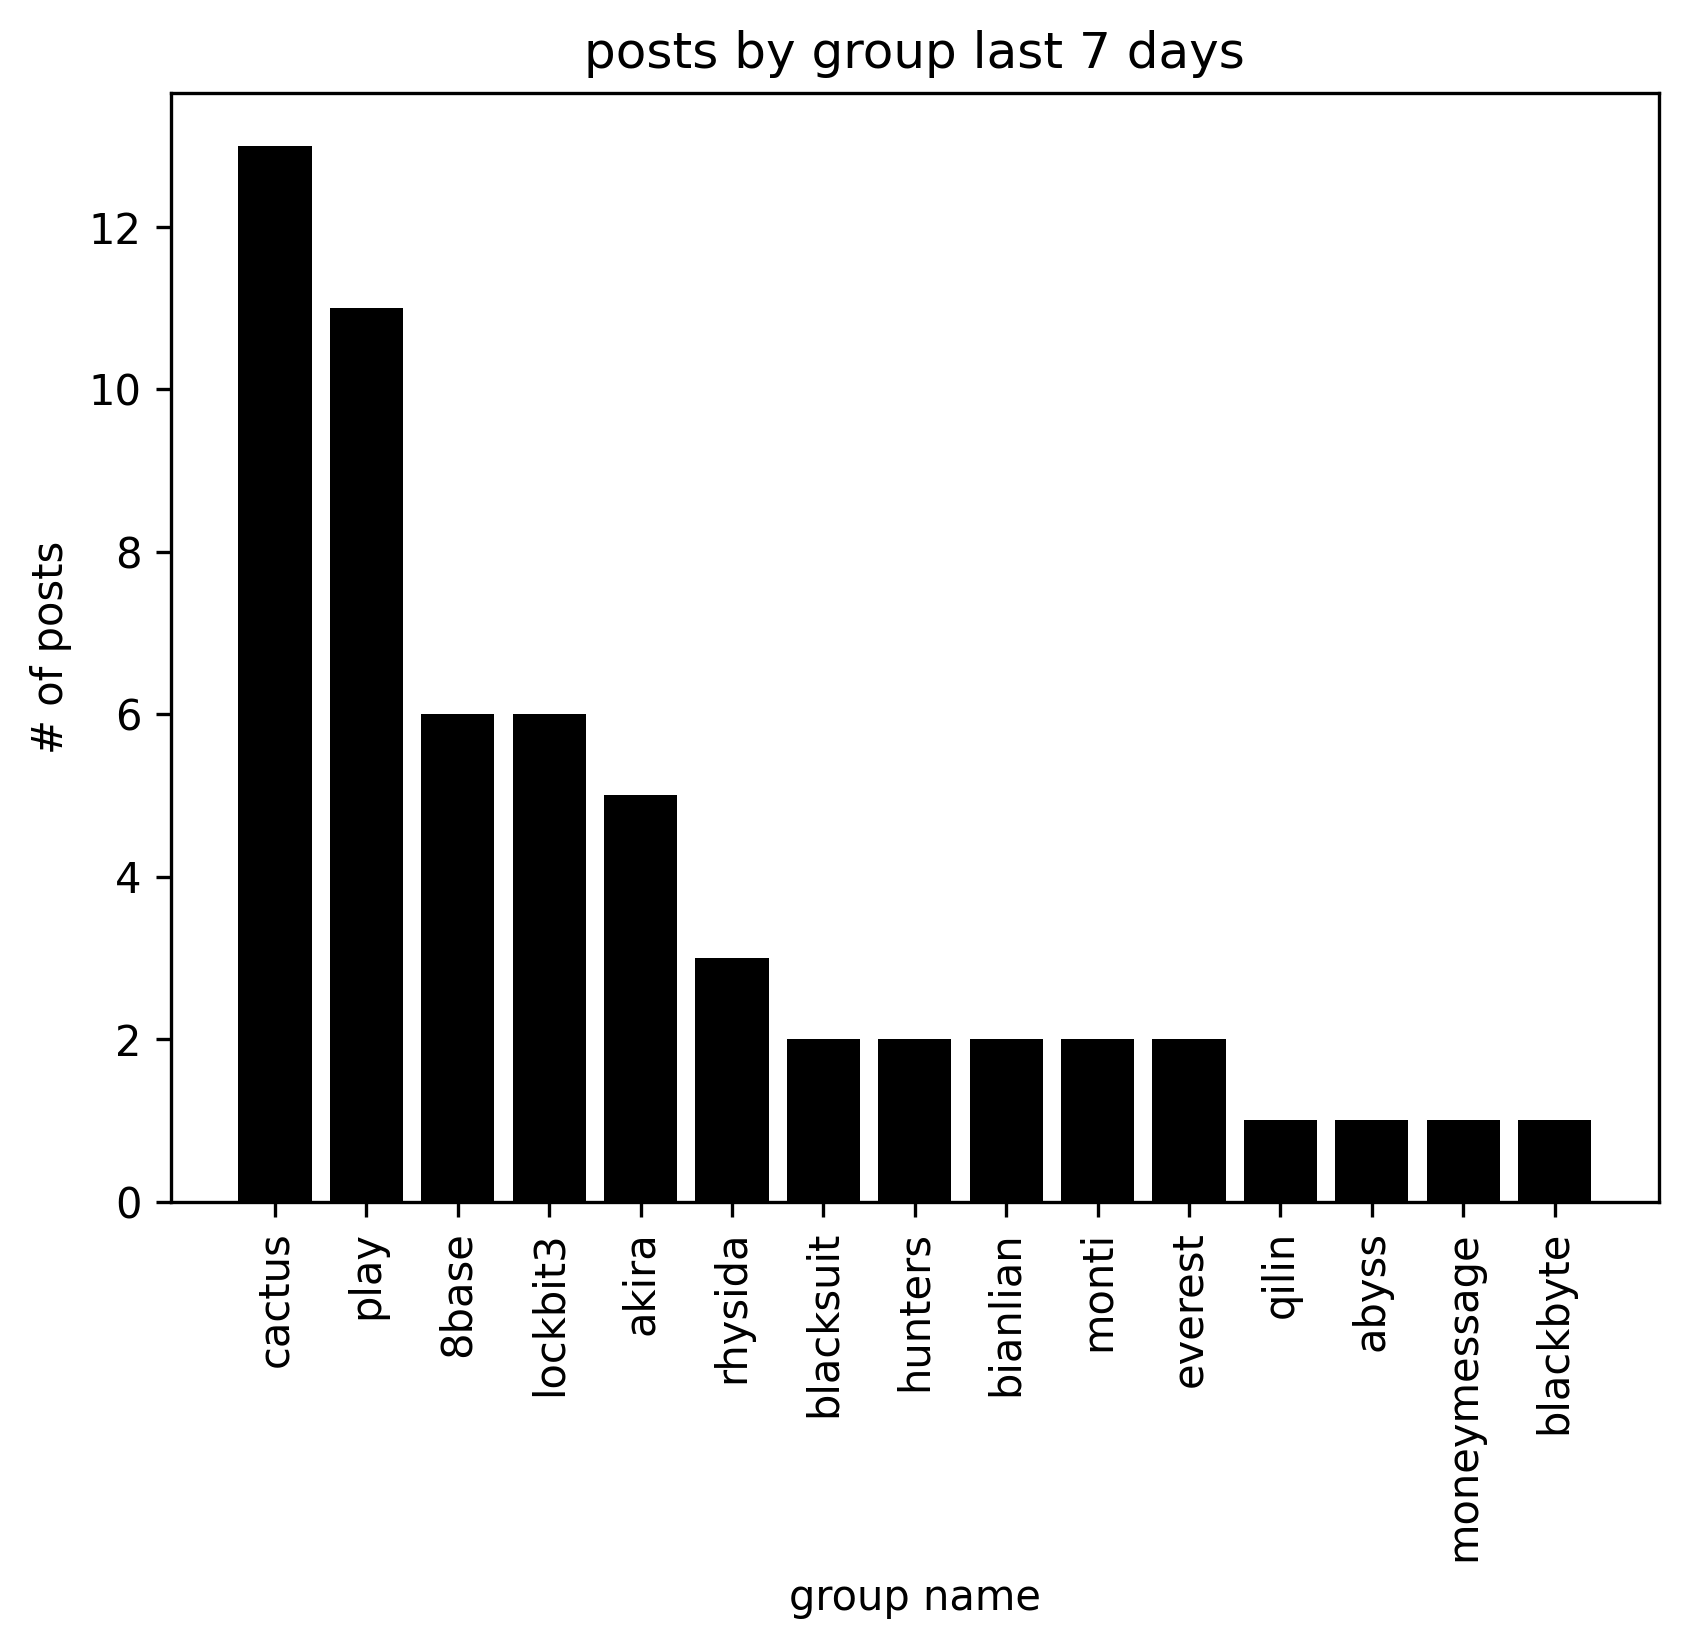 posts by group last 7 days
# of posts
12
10
8
6
4
2
0
cactus
play
8base
lockbit3
akira
rhysida
blacksuit
hunters
bianlian
monti
everest
qilin
abyss
moneymessage
blackbyte
group name